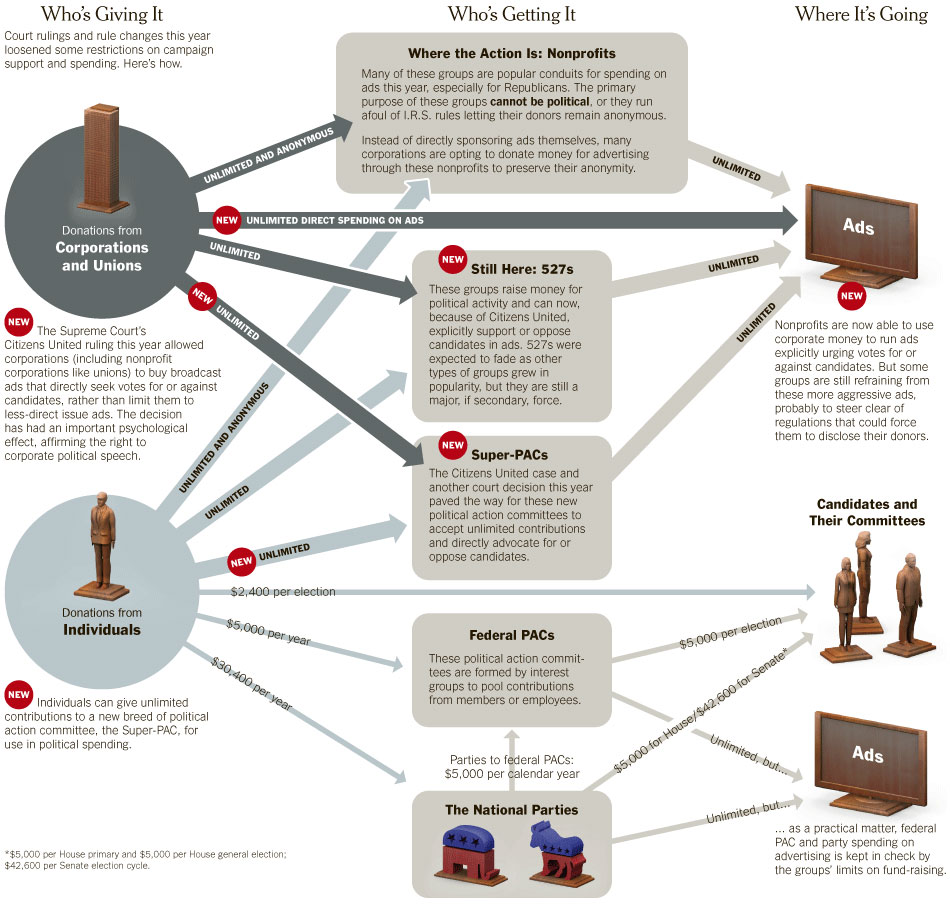 Who's Giving It
Court rulings and rule changes this year
loosened some restrictions on campaign
support and spending. Here's how.
Who's Getting It
Where It's Going
Where the Action Is: Nonprofits
Many of these groups are popular conduits for spending on
ads this year, especially for Republicans. The primary
purpose of these groups cannot be political, or they run
afoul of I.R.S. rules letting their donors remain anonymous.
Instead of directly sponsoring ads themselves, many
corporations are opting to donate money for advertising
through these nonprofits to preserve their anonymity.
UNLIMITED AND ANONYMOUS
UNLIMITED
NEW UNLIMITED DIRECT SPENDING ON ADS
Ads
Donations from
Corporations
and Unions
UNLIMITED
NEW
UNLIMITED
NEW
Still Here: 527s
These groups raise money for
political activity and can now,
because of Citizens United,
explicitly support or oppose
candidates in ads. 527s were
expected to fade as other
types of groups grew in
popularity, but they are still a
major, if secondary, force.
UNLIMITED
UNLIMITED
NEW
Nonprofits are now able to use
corporate money to run ads
explicitly urging votes for or
against candidates. But some
groups are still refraining from
these more aggressive ads,
probably to steer clear of
regulations that could force
them to disclose their donors.
NEW The Supreme Court's
Citizens United ruling this year allowed
corporations (including nonprofit
corporations like unions) to buy broadcast
ads that directly seek votes for or against
candidates, rather than limit them to
less-direct issue ads. The decision
has had an important psychological
effect, affirming the right to
corporate political speech.
UNLIMITED AND ANONYMOUS
UNLIMITED
NEW UNLIMITED
NEW
Super-PACs
The Citizens United case and
another court decision this year
paved the way for these new
political action committees to
accept unlimited contributions
and directly advocate for or
oppose candidates.
Candidates and
Their Committees
Donations from
Individuals
$2,400 per election
$5,000 per year
$30,400 per year
Federal PACs
These political action commit-
tees are formed by interest
groups to pool contributions
from members or employees.
$5,000 per election
$5,000 for House/$42,600 for Senate*
NEW Individuals can give unlimited
contributions to a new breed of political
action committee, the Super-PAC, for
use in political spending.
Parties to federal PACs:
$5,000 per calendar year
Unlimited, but...
Unlimited, but...
Ads
The National Parties
... as a practical matter, federal
PAC and party spending on
advertising is kept in check by
the groups' limits on fund-raising.
*$5,000 per House primary and $5,000 per House general election;
$42,600 per Senate election cycle.